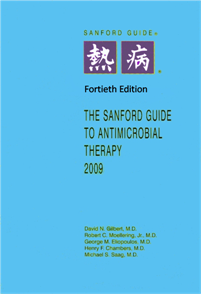 SANFORD GUIDE®
熱病®
Fortieth Edition
THE SANFORD GUIDE
TO ANTIMICROBIAL
THERAPY
2009
David N. Gilbert, M.D.
Robert C. Moellering, Jr., M.D.
George M. Eliopoulos, M.D.
Henry F. Chambers, M.D.
Michael S. Saag, M.D.